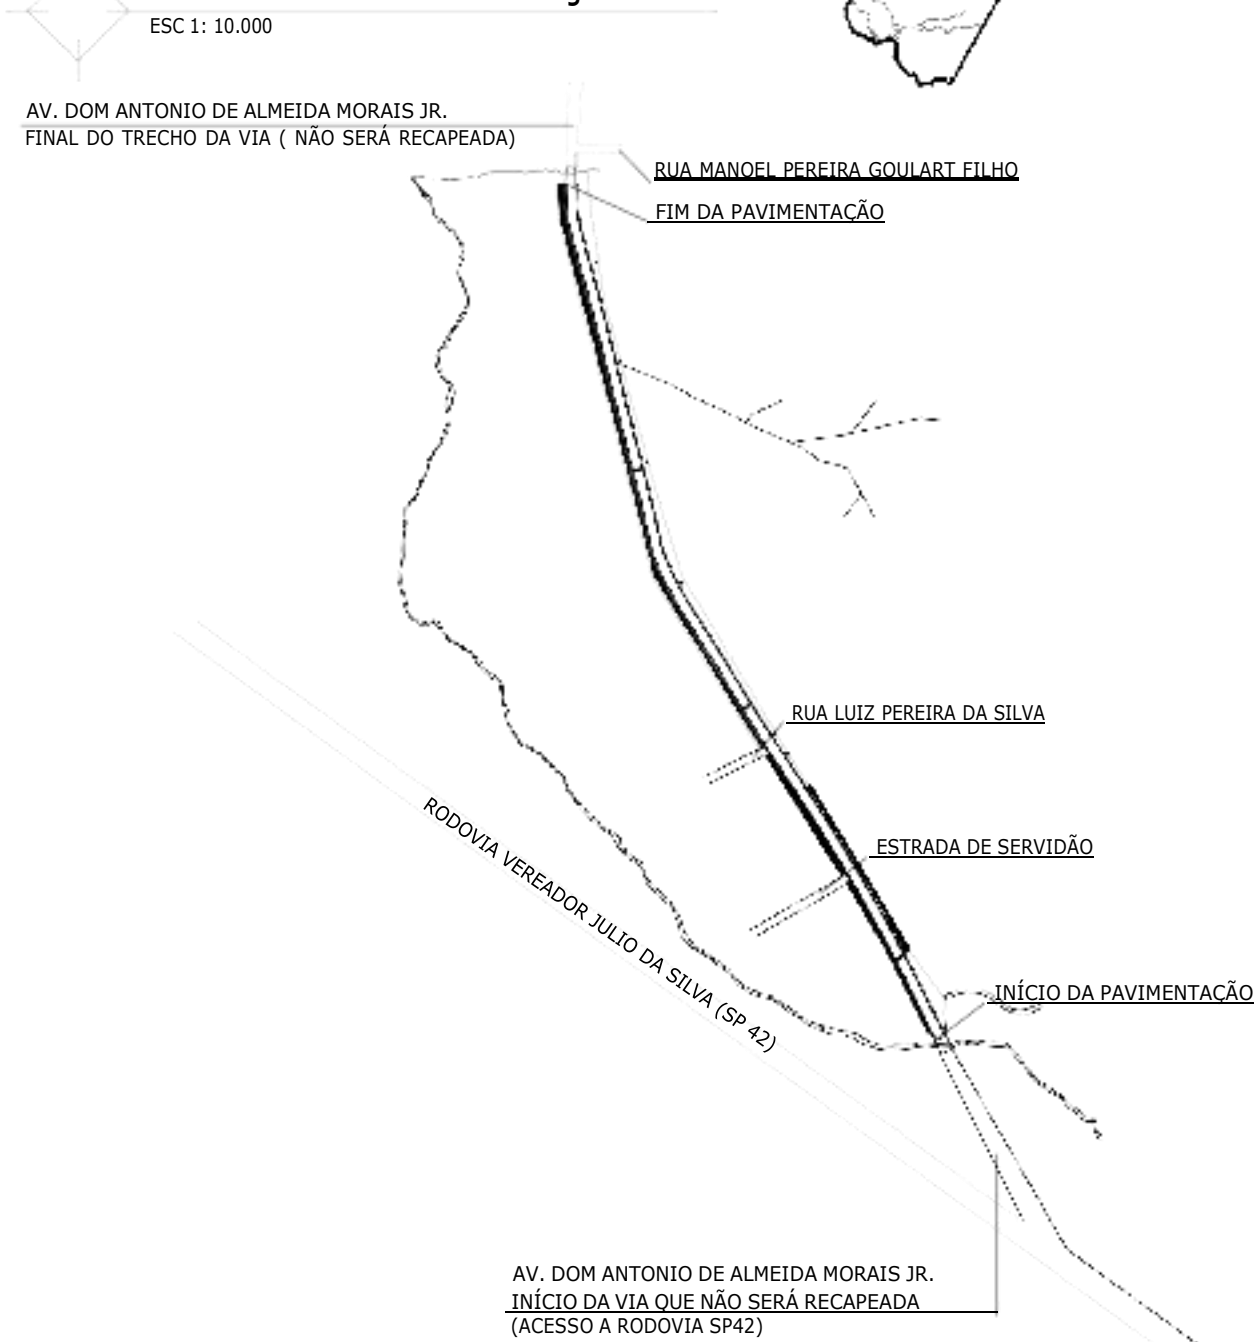 ESC 1: 10.000
AV. DOM ANTONIO DE ALMEIDA MORAIS JR.
FINAL DO TRECHO DA VIA ( NÃO SERÁ RECAPEADA)
RUA MANOEL PEREIRA GOULART FILHO
FIM DA PAVIMENTAÇÃO
RUA LUIZ PEREIRA DA SILVA
ESTRADA DE SERVIDÃO
RODOVIA VEREADOR JULIO DA SILVA (SP 42)
INÍCIO DA PAVIMENTAÇÃO
AV. DOM ANTONIO DE ALMEIDA MORAIS JR.
INÍCIO DA VIA QUE NÃO SERÁ RECAPEADA
(ACESSO A RODOVIA SP42)